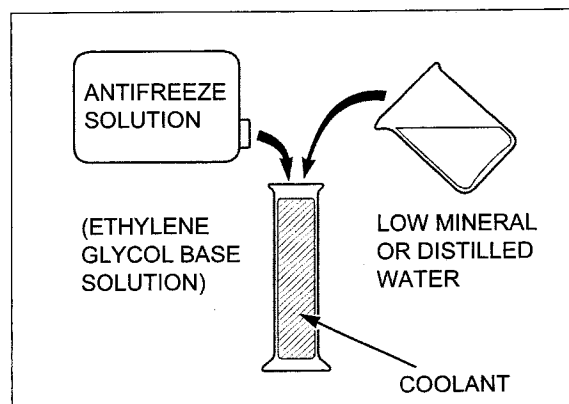 ANTIFREEZE
SOLUTION
(ETHYLENE
GLYCOL BASE
SOLUTION)
LOW MINERAL
OR DISTILLED
WATER
COOLANT